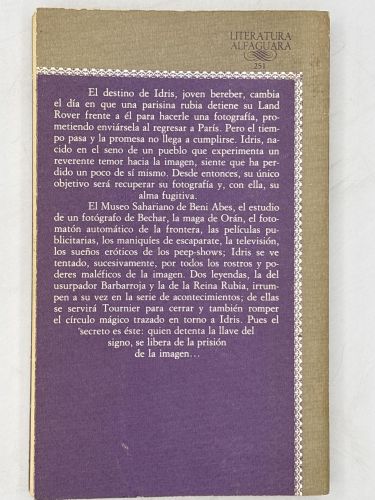 LITERATURA
ALFAGUARA
251
El destino de Idris, joven bereber, cambia
el día en que una parisina rubia detiene su Land
Rover frente a él para hacerle una fotografía, pro-
metiendo enviársela al regresar a París. Pero el tiem-
po pasa y la promesa no llega a cumplirse. Idris, na-
cido en el seno de un pueblo que experimenta un
reverente temor hacia la imagen, siente que ha per-
dido un poco de sí mismo. Desde entonces, su único
objetivo será recuperar su fotografía y, con ella, su
alma fugitiva.
El Museo Sahariano de Beni Abes, el estudio
de un fotógrafo de Bechar, la maga de Orán, el foto-
matón automático de la frontera, las películas pu-
blicitarias, los maniquíes de escaparate, la televisión,
los sueños eróticos de los peep-shows; Idris se ve
tentado, sucesivamente, por todos los rostros y po-
deres maléficos de la imagen. Dos leyendas, la del
usurpador Barbarroja y la de la Reina Rubia, irrum-
pen a su vez en la serie de acontecimientos; de ellas
se servirá Tournier para cerrar y también romper
el círculo mágico trazado en torno a Idris. Pues el
secreto es éste: quien detenta la llave del
signo, se libera de la prisión
de la imagen...